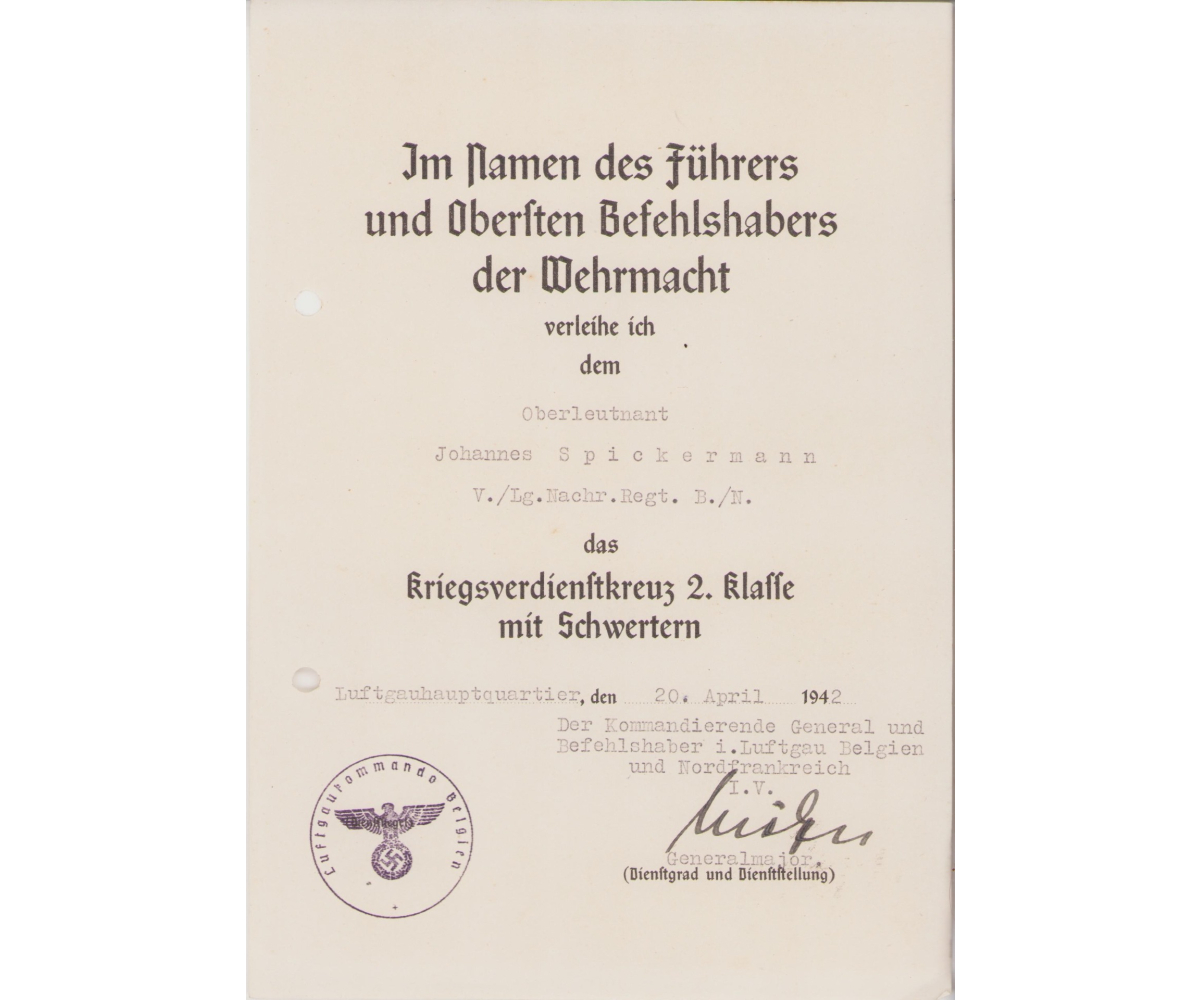 Im Namen des Führers
und Obersten Befehlshabers
der Wehrmacht
verleihe ich
dem
Oberleutnant
Johannes S p i c k e r m a n n
V./Lg.Nachr.Regt. B./N.
das
Kriegsverdienstkreuz 2. Klasse
mit Schwertern
Luftgauhauptquartier, den 20. April 1942
Der Kommandierende General und
Befehlshaber i.Luftgau Belgien
und Nordfrankreich
I.V.
Generalmajor.
(Dienstgrad und Dienststellung)
Luftgaukommando Belgien
Dienstsiegel